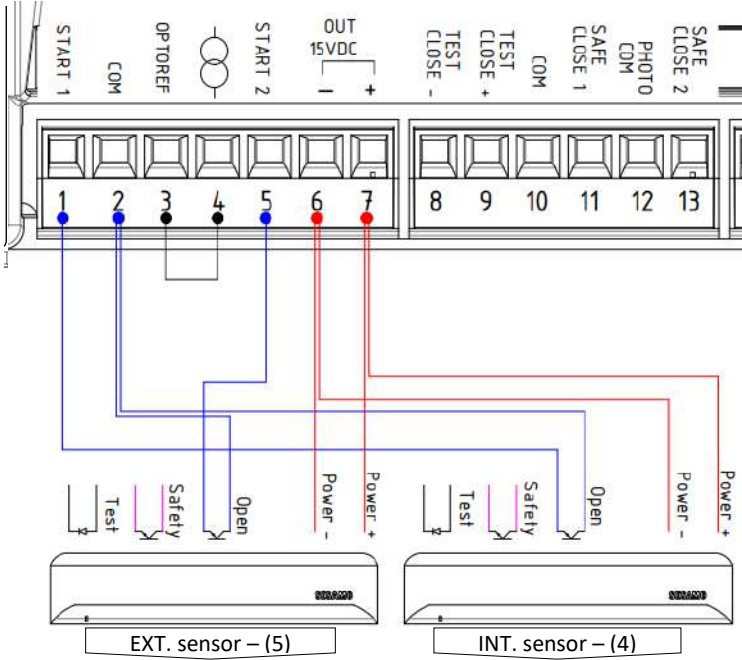 START 1
COM
OPTOREF
START 2
OUT
15VDC
– +
TEST
CLOSE -
TEST
CLOSE +
COM
SAFE
CLOSE 1
PHOTO
COM
SAFE
CLOSE 2
1 2 3 4 5 6 7 8 9 10 11 12 13
Test
Safety
Open
Power -
Power +
Test
Safety
Open
Power -
Power +
SESAMO
SESAMO
EXT. sensor – (5)
INT. sensor – (4)